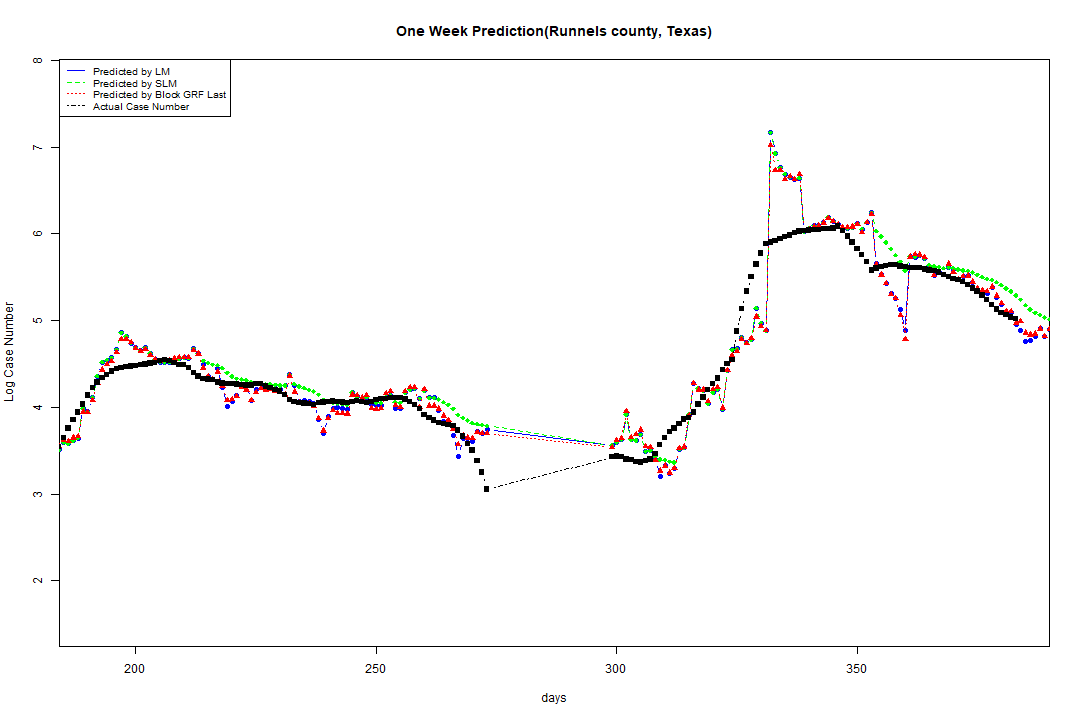 One Week Prediction(Runnels county, Texas)
Predicted by LM
Predicted by SLM
Predicted by Block GRF Last
Actual Case Number
8
7
6
5
4
3
2
Log Case Number
200
250
300
350
days